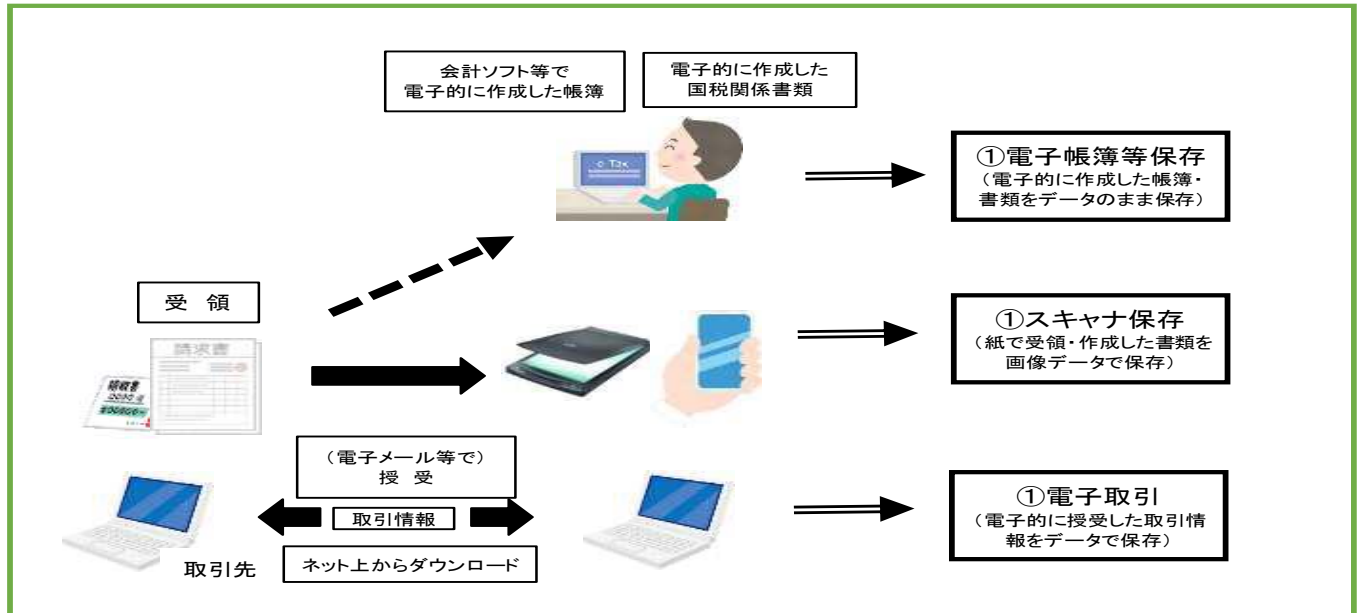 会計ソフト等で
電子的に作成した帳簿
電子的に作成した
国税関係書類
e-Tax
①電子帳簿等保存
(電子的に作成した帳簿・
書類をデータのまま保存)
受 領
請求書
領収書
①スキャナ保存
(紙で受領・作成した書類を
画像データで保存)
(電子メール等で)
授 受
取引情報
ネット上からダウンロード
取引先
①電子取引
(電子的に授受した取引情
報をデータで保存)